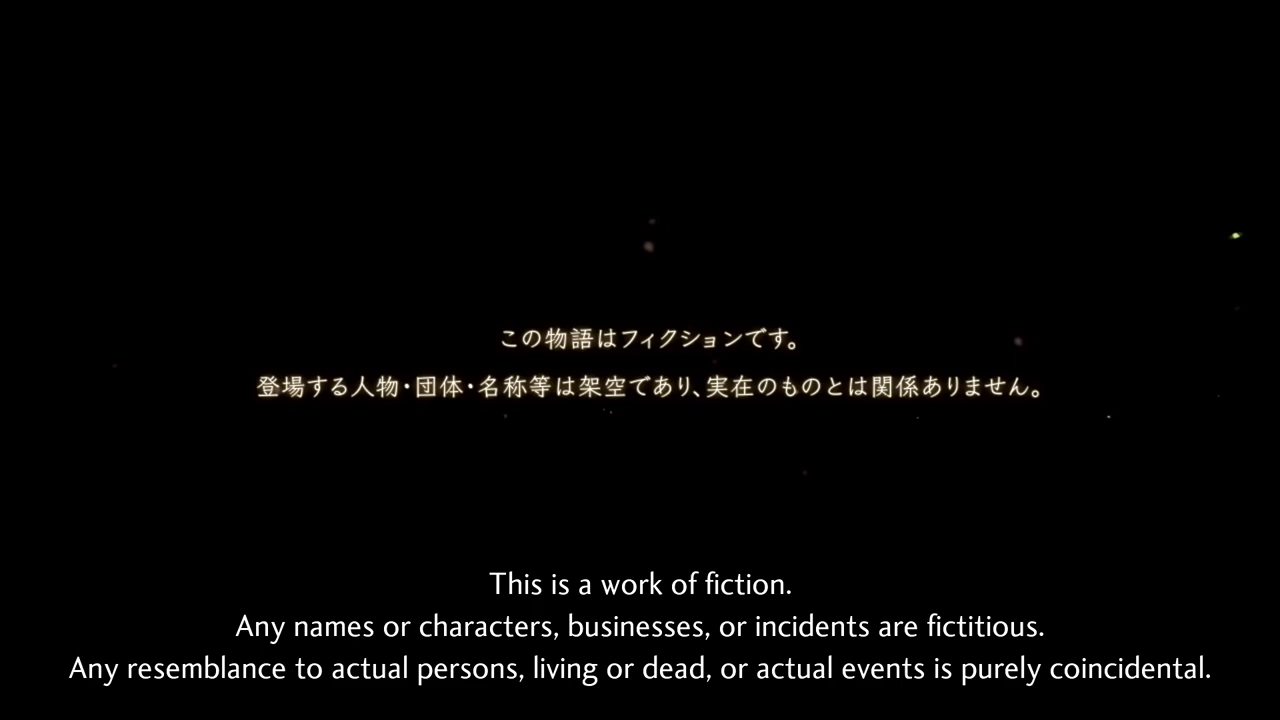 この物語はフィクションです。
登場する人物・団体・名称等は架空であり、実在のものとは関係ありません。
This is a work of fiction.
Any names or characters, businesses, or incidents are fictitious.
Any resemblance to actual persons, living or dead, or actual events is purely coincidental.